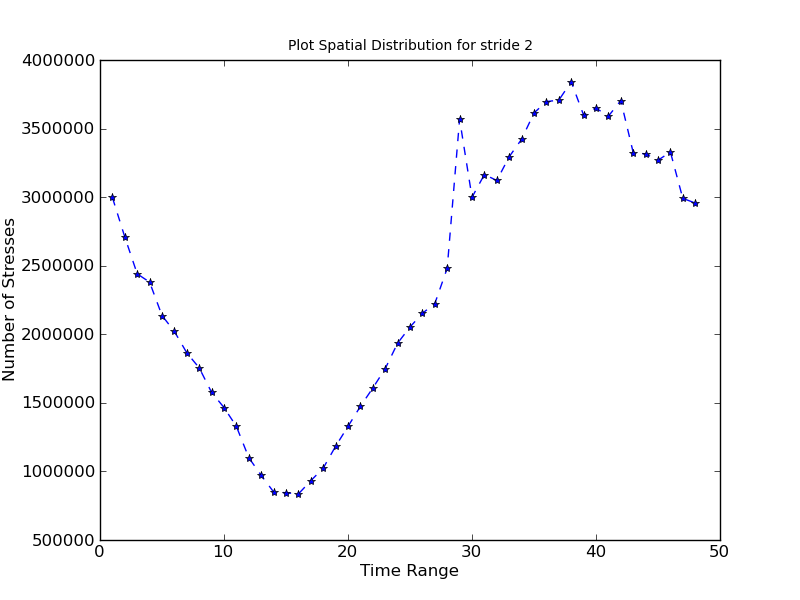 Plot Spatial Distribution for stride 2
4000000
3500000
3000000
2500000
2000000
1500000
1000000
500000
Number of Stresses
0 10 20 30 40 50
Time Range